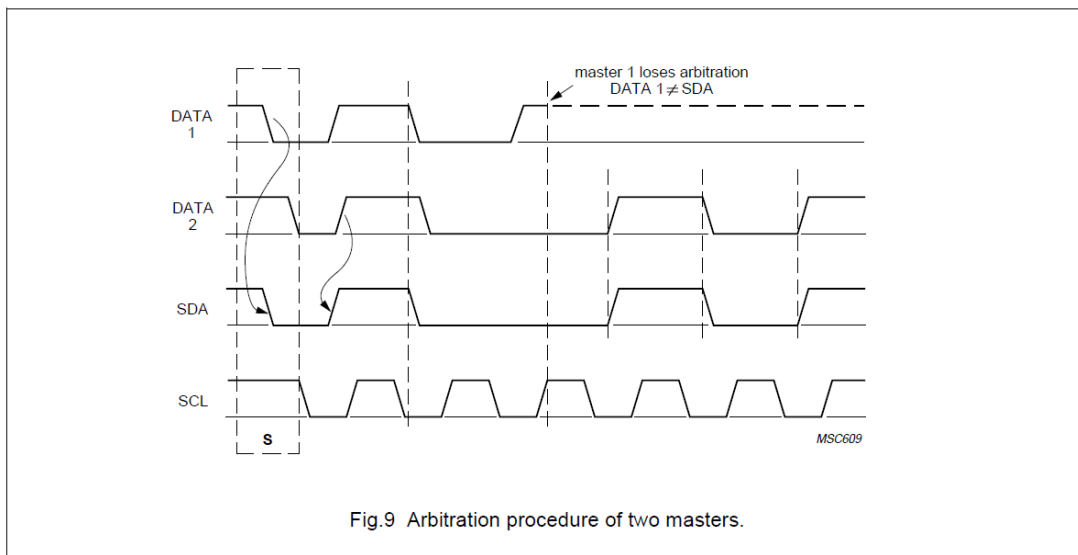 master 1 loses arbitration
DATA 1 ≠ SDA
DATA
1
DATA
2
SDA
SCL
S
MSC609
Fig.9 Arbitration procedure of two masters.